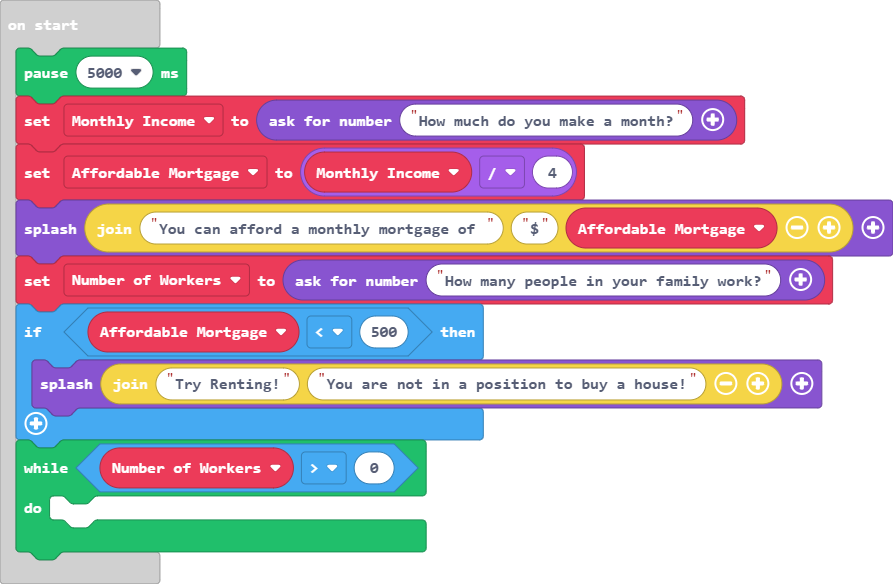 on start
pause 5000 ms
set Monthly Income to ask for number "How much do you make a month?"
set Affordable Mortgage to Monthly Income / 4
splash join "You can afford a monthly mortgage of " "$" Affordable Mortgage
set Number of Workers to ask for number "How many people in your family work?"
if Affordable Mortgage < 500 then
splash join "Try Renting!" "You are not in a position to buy a house!"
while Number of Workers > 0
do